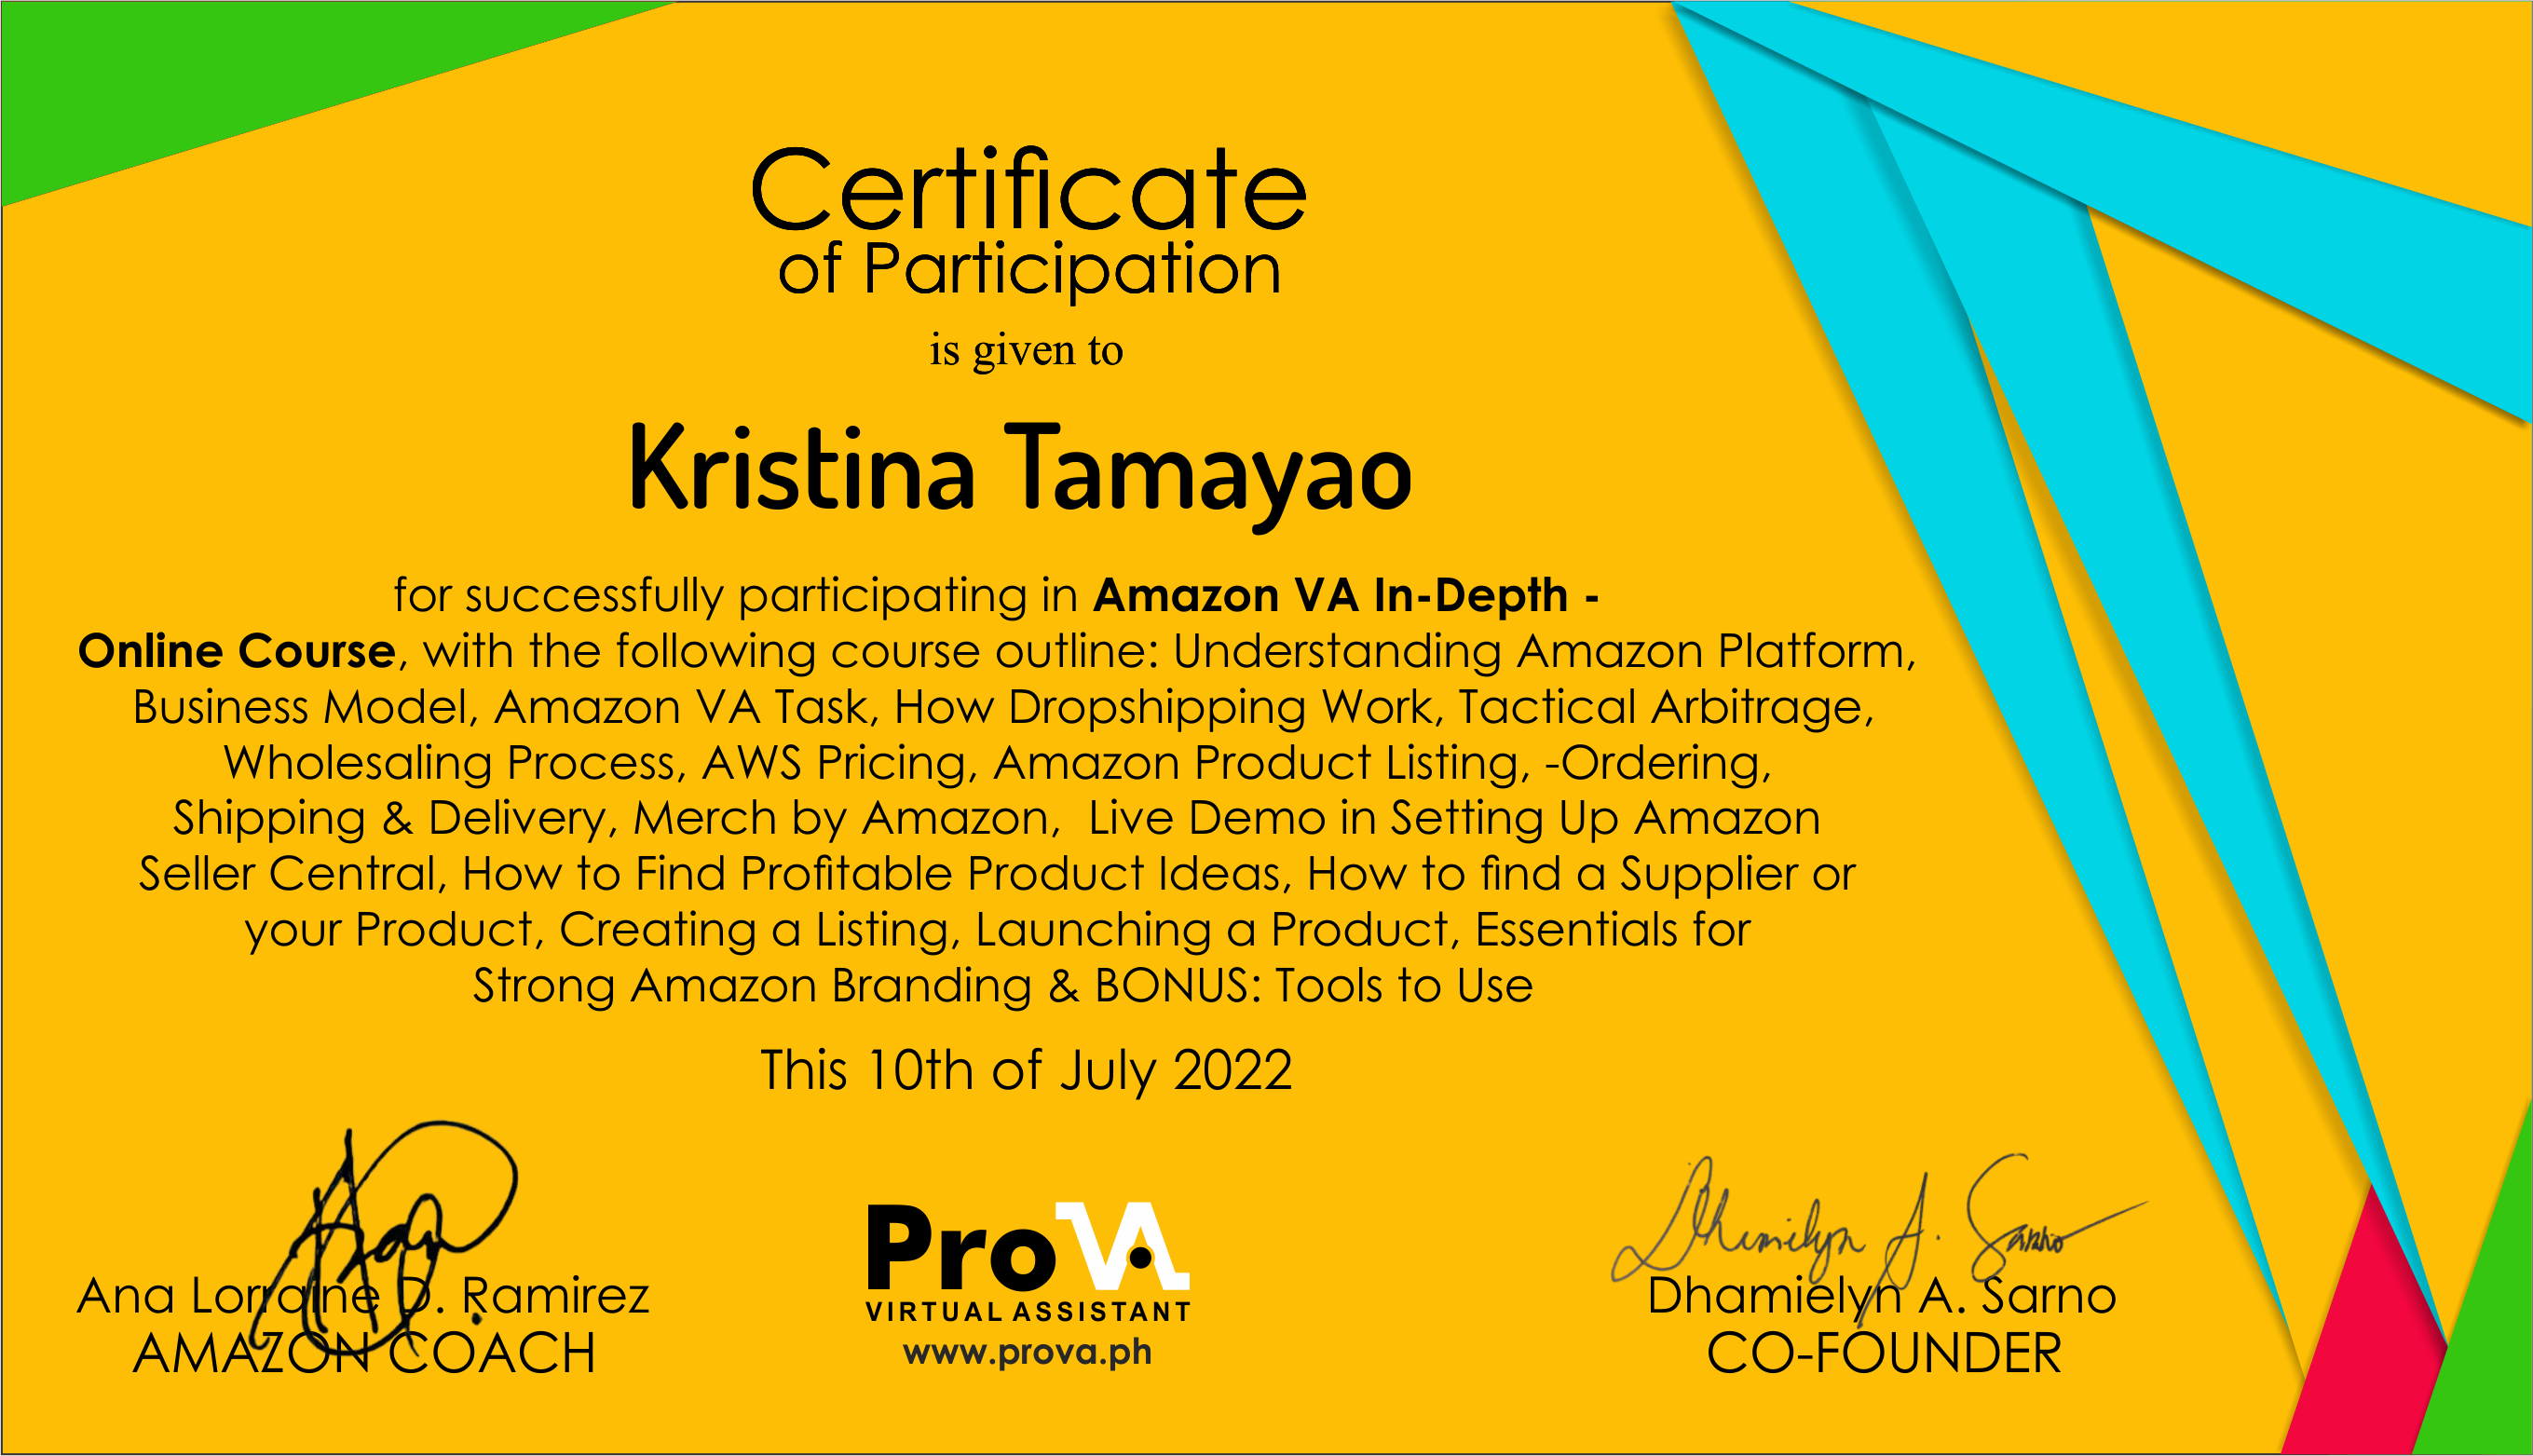 Certificate
of Participation
is given to
Kristina Tamayao
for successfully participating in Amazon VA In-Depth -
Online Course, with the following course outline: Understanding Amazon Platform,
Business Model, Amazon VA Task, How Dropshipping Work, Tactical Arbitrage,
Wholesaling Process, AWS Pricing, Amazon Product Listing, -Ordering,
Shipping & Delivery, Merch by Amazon,  Live Demo in Setting Up Amazon
Seller Central, How to Find Profitable Product Ideas, How to find a Supplier or
your Product, Creating a Listing, Launching a Product, Essentials for
Strong Amazon Branding & BONUS: Tools to Use
This 10th of July 2022
Dhamielyn A. Sarno
Ana Lorraine D. Ramirez
AMAZON COACH
ProVA
VIRTUAL ASSISTANT
www.prova.ph
Dhamielyn A. Sarno
CO-FOUNDER